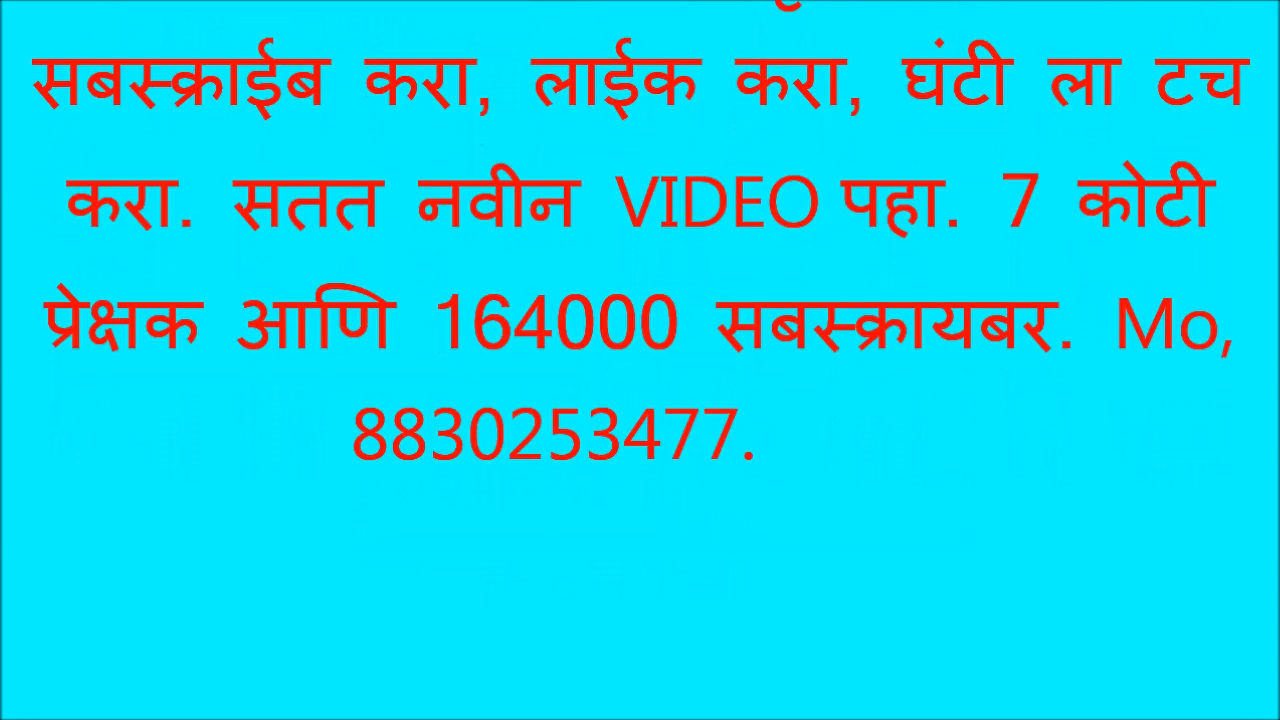 सबस्क्राईब करा, लाईक करा, घंटी ला टच
करा. सतत नवीन VIDEO पहा. 7 कोटी
प्रेक्षक आणि 164000 सबस्क्रायबर. Mo,
8830253477.